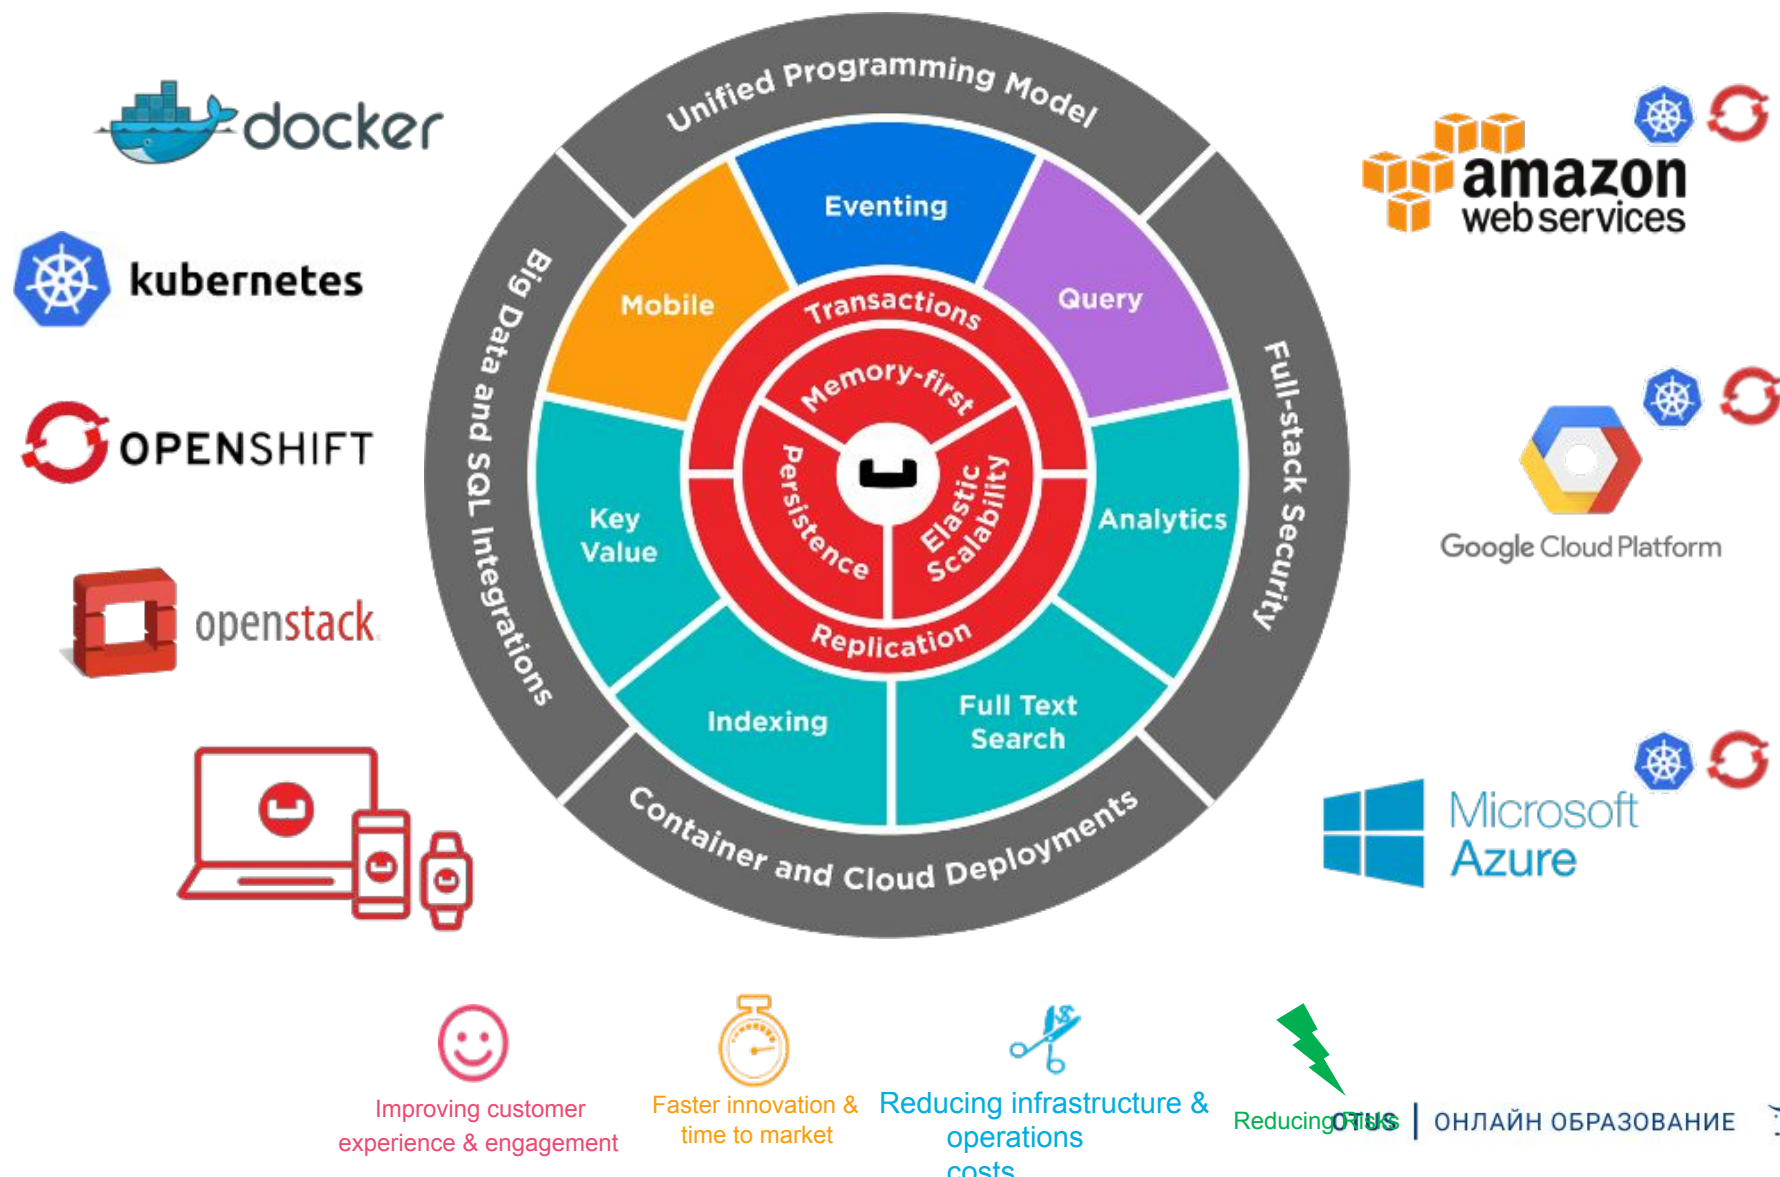 docker
kubernetes
OPENSHIFT
openstack
Unified Programming Model
Full-stack Security
Container and Cloud Deployments
Big Data and SQL Integrations
Eventing
Query
Analytics
Full Text
Search
Indexing
Key
Value
Mobile
Transactions
Replication
Memory-first
Elastic
Scalability
Persistence
amazon
web services
Google Cloud Platform
Microsoft
Azure
Improving customer
experience & engagement
Faster innovation &
time to market
Reducing infrastructure &
operations
costs
Reducing Risks
OTUS | ОНЛАЙН ОБРАЗОВАНИЕ